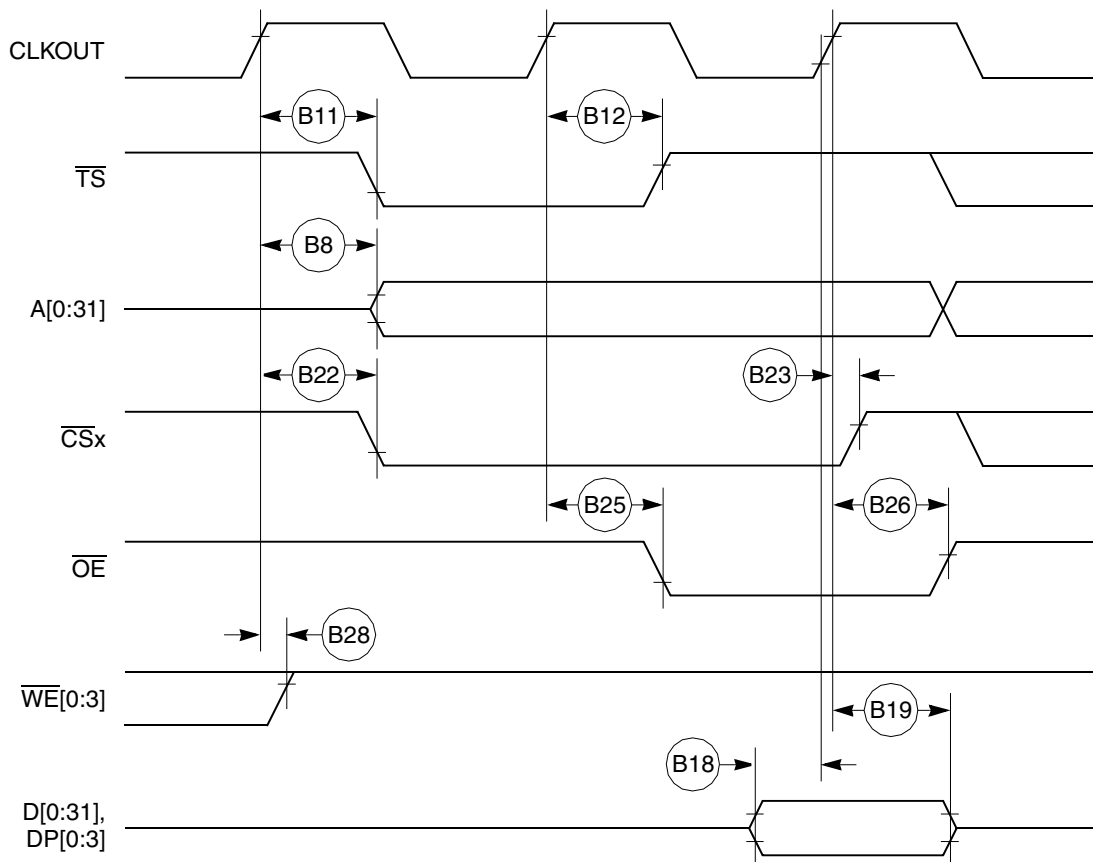 CLKOUT
B11
B12
TS
B8
A[0:31]
B22
B23
CSx
B25
B26
OE
B28
WE[0:3]
B19
B18
D[0:31],
DP[0:3]